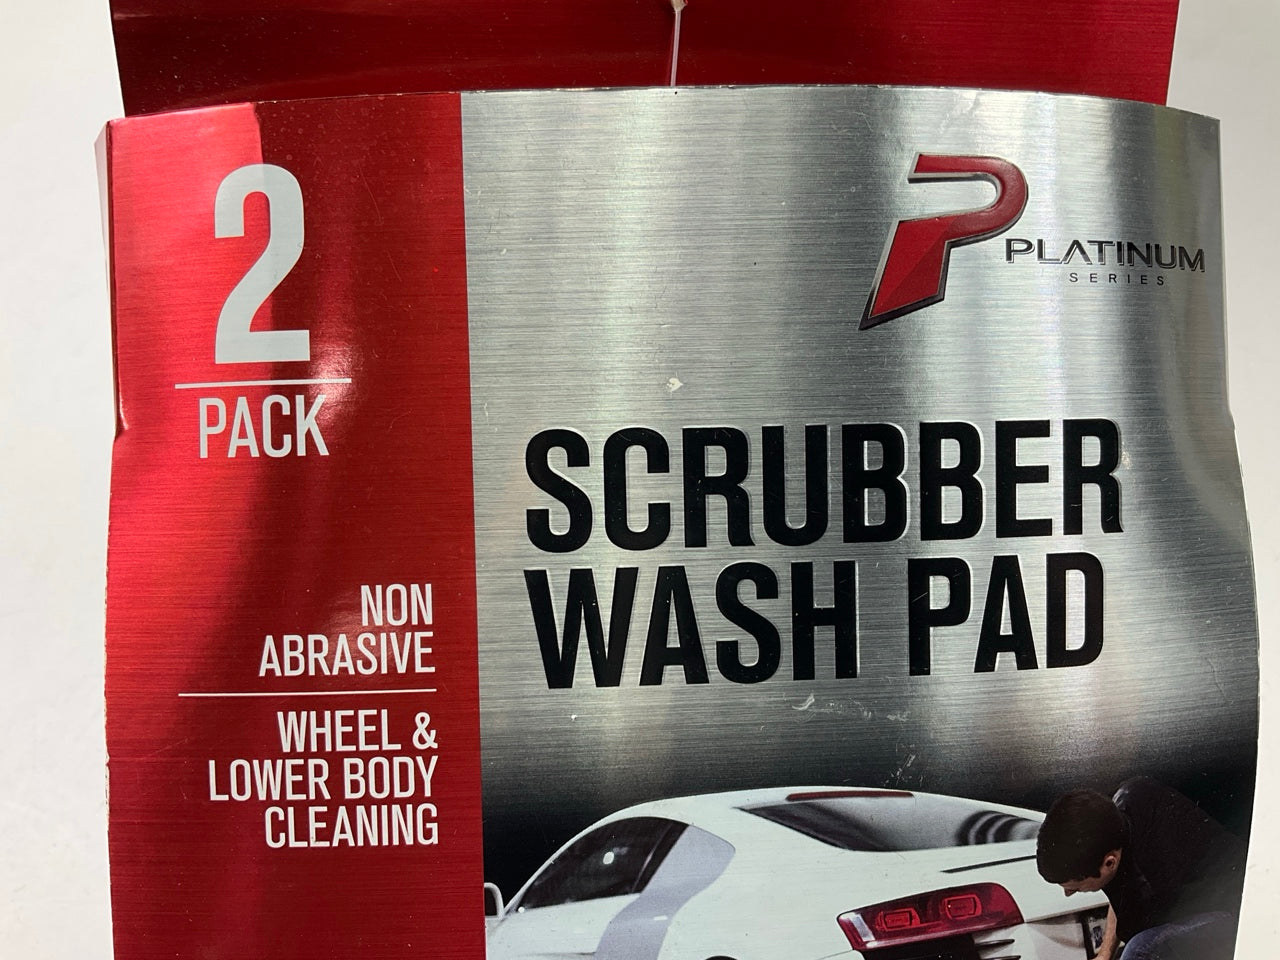 2
PACK
PLATINUM
SERIES
SCRUBBER
WASH PAD
NON
ABRASIVE
WHEEL &
LOWER BODY
CLEANING